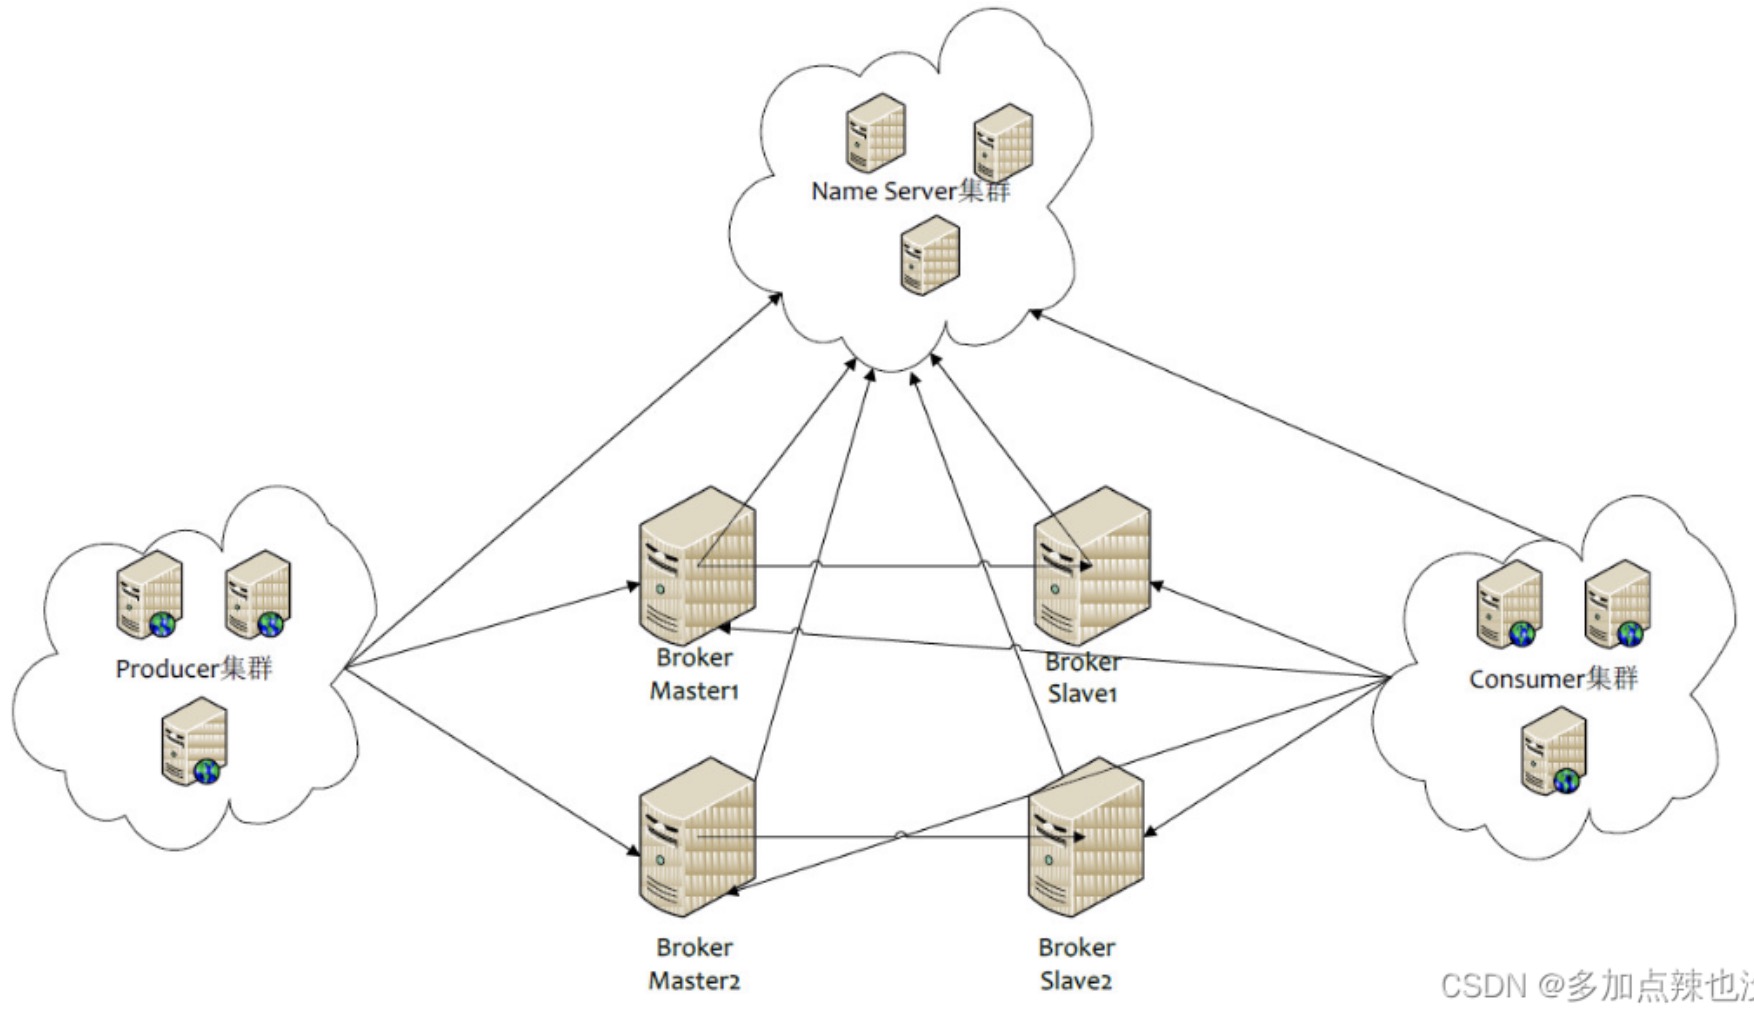 Name Server集群
Producer集群
Consumer集群
Broker
Master1
Broker
Slave1
Broker
Master2
Broker
Slave2
CSDN @多加点辣也